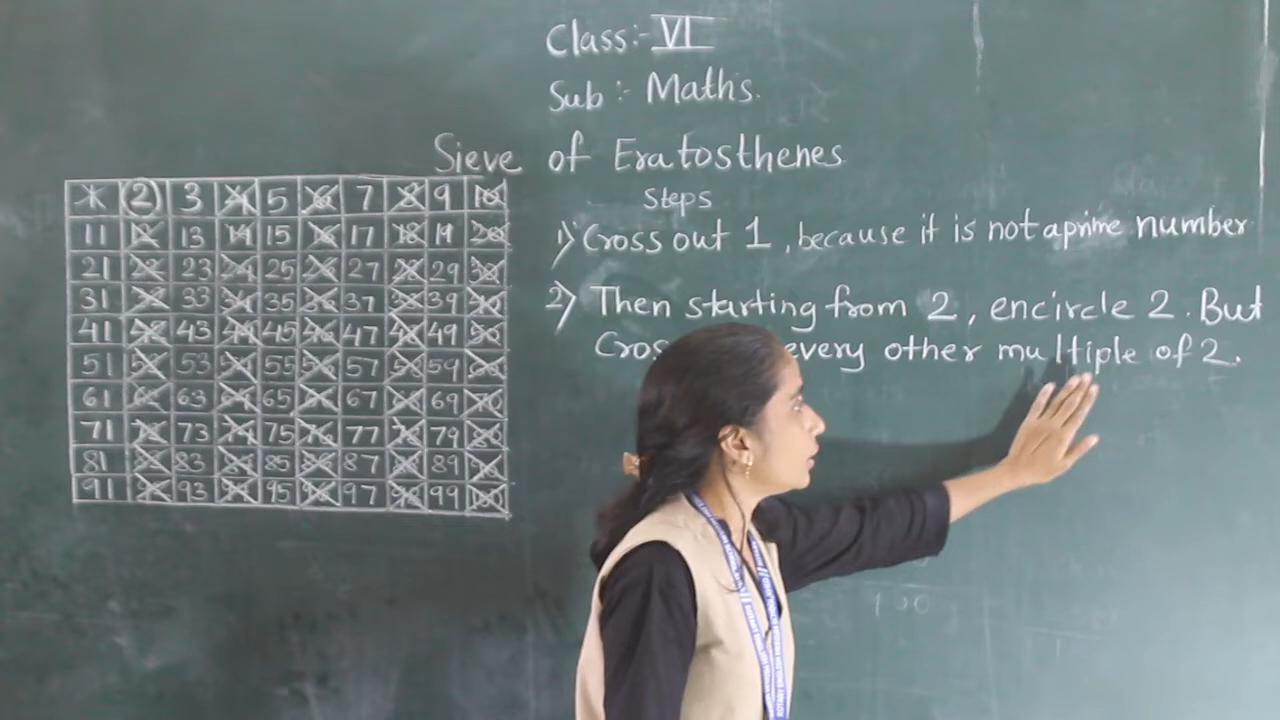 Class:- VI
Sub :- Maths.
Sieve of Eratosthenes
Steps
1) Cross out 1, because it is not a prime number
2) Then starting from 2, encircle 2. But
Cros every other multiple of 2.
1 2 3 4 5 6 7 8 9 10
11 12 13 14 15 16 17 18 19 20
21 22 23 24 25 26 27 28 29 30
31 32 33 34 35 36 37 38 39 40
41 42 43 44 45 46 47 48 49 50
51 52 53 54 55 56 57 58 59 60
61 62 63 64 65 66 67 68 69 70
71 72 73 74 75 76 77 78 79 80
81 82 83 84 85 86 87 88 89 90
91 92 93 94 95 96 97 98 99 100
100